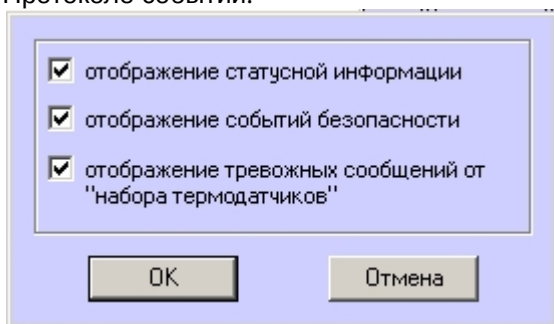 Протоколе событий.
отображение статусной информации
отображение событий безопасности
отображение тревожных сообщений от
"набора термодатчиков"
OK
Отмена